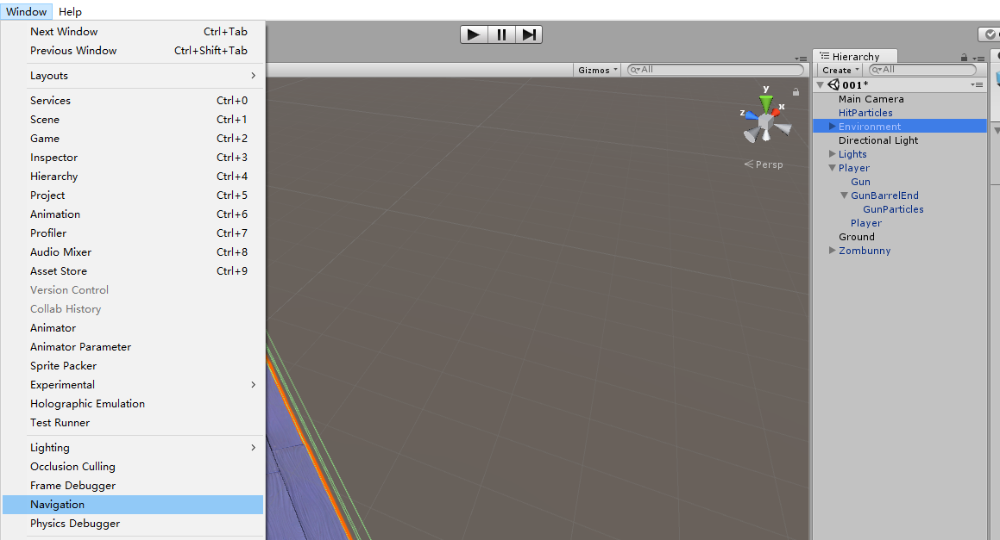 Window Help
Next Window Ctrl+Tab
Previous Window Ctrl+Shift+Tab
Layouts
Services Ctrl+0
Scene Ctrl+1
Game Ctrl+2
Inspector Ctrl+3
Hierarchy Ctrl+4
Project Ctrl+5
Animation Ctrl+6
Profiler Ctrl+7
Audio Mixer Ctrl+8
Asset Store Ctrl+9
Version Control
Collab History
Animator
Animator Parameter
Sprite Packer
Experimental
Holographic Emulation
Test Runner
Lighting
Occlusion Culling
Frame Debugger
Navigation
Physics Debugger
Gizmos All
y
x
z
Persp
Hierarchy
Create All
001*
Main Camera
HitParticles
Environment
Directional Light
Lights
Player
Gun
GunBarrelEnd
GunParticles
Player
Ground
Zombunny